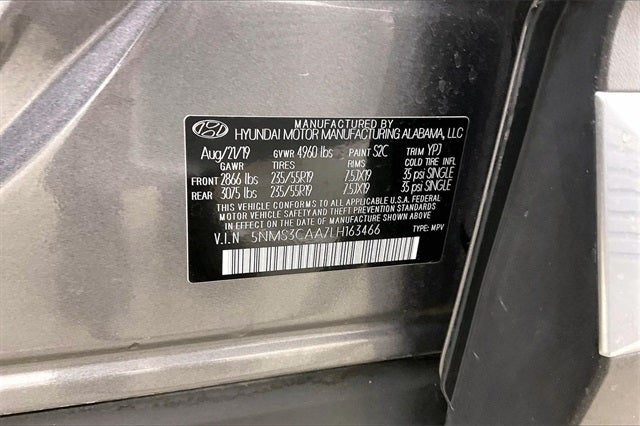 MANUFACTURED BY
HYUNDAI MOTOR MANUFACTURING ALABAMA, LLC
Aug/21/19 GVWR 4960 lbs PAINT S2C TRIM YPJ
GAWR TIRES RIMS COLD TIRE INFL
FRONT 2866 lbs 235/55R19 7.5JX19 35 psi SINGLE
REAR 3075 lbs 235/55R19 7.5JX19 35 psi SINGLE
THIS VEHICLE CONFORMS TO ALL APPLICABLE U.S.A. FEDERAL
MOTOR VEHICLE SAFETY AND THEFT PREVENTION STANDARDS
IN EFFECT ON THE DATE OF MANUFACTURE SHOWN ABOVE.
V.I.N 5NMS3CAA7LH163466 TYPE: MPV